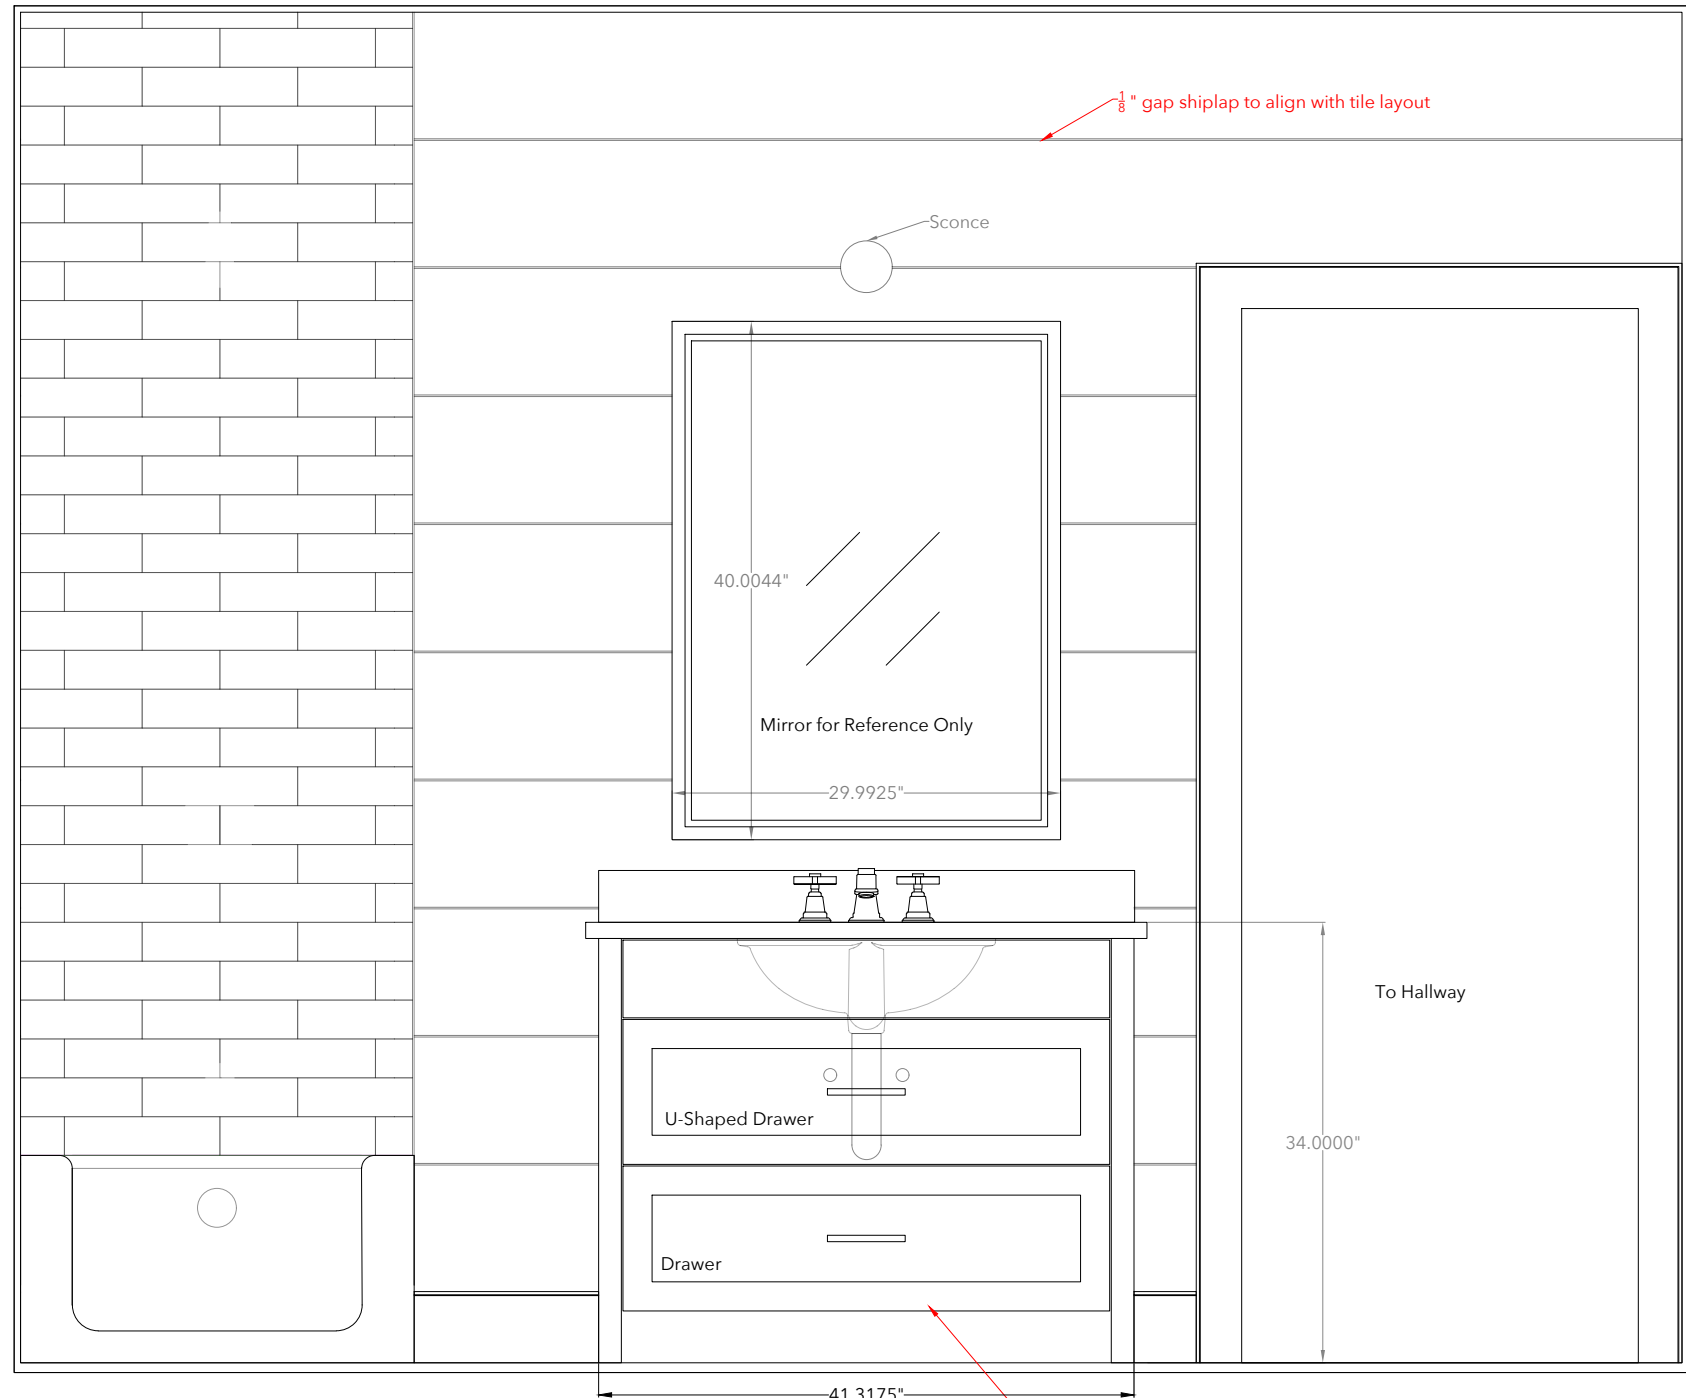 ⅛" gap shiplap to align with tile layout
Sconce
40.0044"
Mirror for Reference Only
29.9925"
To Hallway
U-Shaped Drawer
34.0000"
Drawer
41.3175"